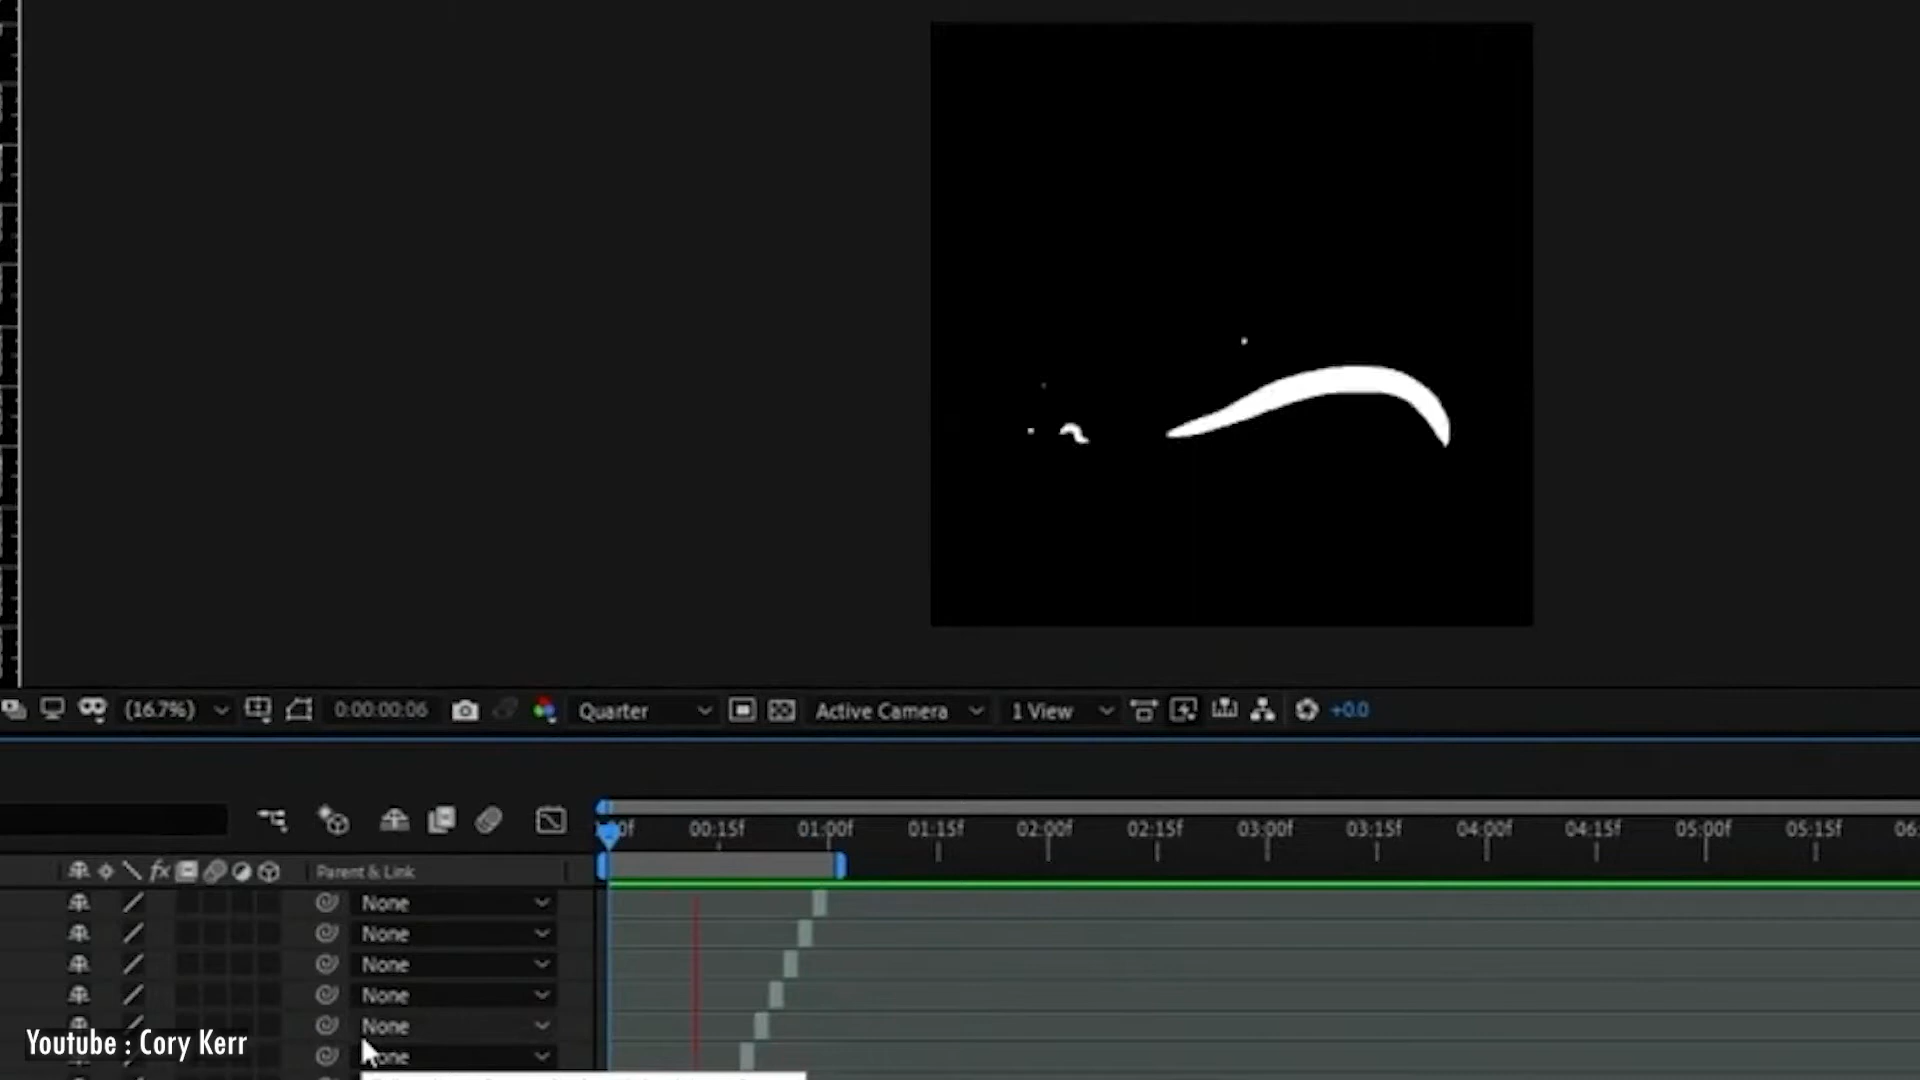 (16.7%) 0:00:00:06 Quarter Active Camera 1 View +0.0
00:15f 01:00f 01:15f 02:00f 02:15f 03:00f 03:15f 04:00f 04:15f 05:00f 05:15f
fx Parent & Link
None
None
None
None
None
Youtube : Cory Kerr